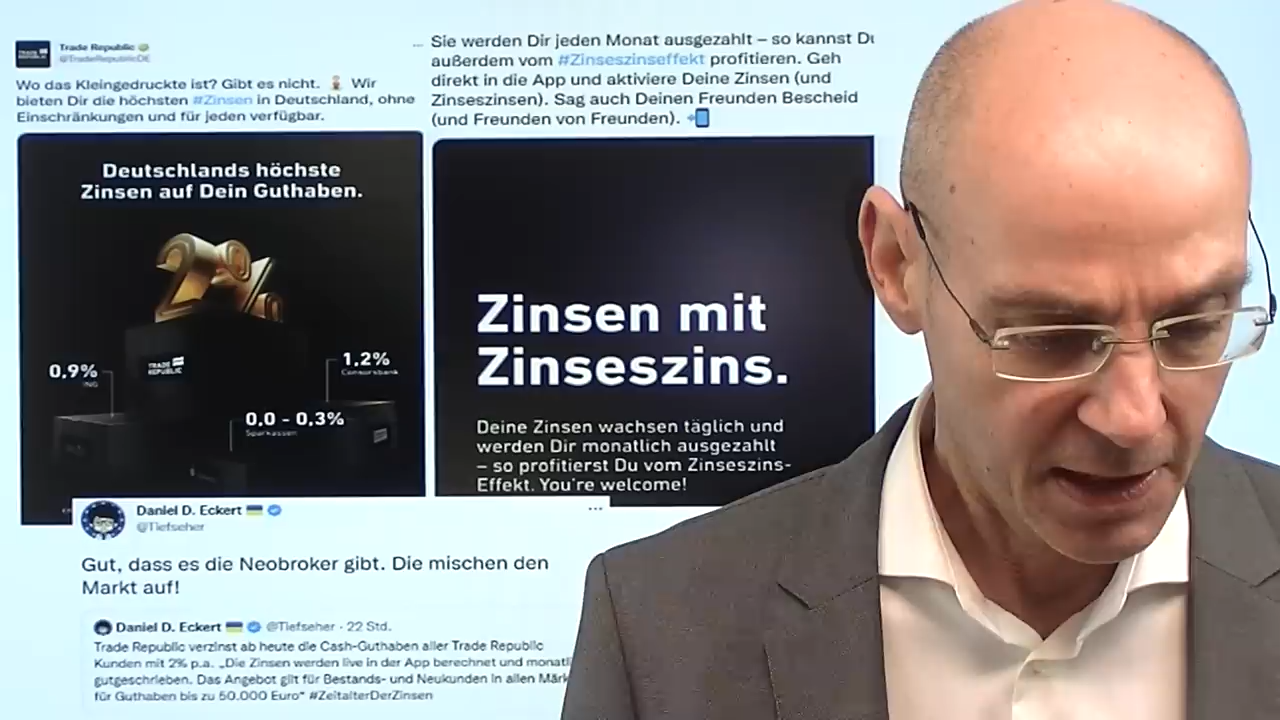 Trade Republic
@TradeRepublicDE
Wo das Kleingedruckte ist? Gibt es nicht. Wir
bieten Dir die höchsten #Zinsen in Deutschland, ohne
Einschränkungen und für jeden verfügbar.
Deutschlands höchste
Zinsen auf Dein Guthaben.
2%
TRADE
REPUBLIC
0,9%
ING
1,2%
Consorsbank
0,0 - 0,3%
Sparkassen
... Sie werden Dir jeden Monat ausgezahlt – so kannst Du
außerdem vom #Zinseszinseffekt profitieren. Geh
direkt in die App und aktiviere Deine Zinsen (und
Zinseszinsen). Sag auch Deinen Freunden Bescheid
(und Freunden von Freunden).
Zinsen mit
Zinseszins.
Deine Zinsen wachsen täglich und
werden Dir monatlich ausgezahlt
– so profitierst Du vom Zinseszins-
Effekt. You're welcome!
Daniel D. Eckert
@Tiefseher
...
Gut, dass es die Neobroker gibt. Die mischen den
Markt auf!
Daniel D. Eckert @Tiefseher · 22 Std.
Trade Republic verzinst ab heute die Cash-Guthaben aller Trade Republic
Kunden mit 2% p.a. „Die Zinsen werden live in der App berechnet und monatl
gutgeschrieben. Das Angebot gilt für Bestands- und Neukunden in allen Märk
für Guthaben bis zu 50.000 Euro" #ZeitalterDerZinsen